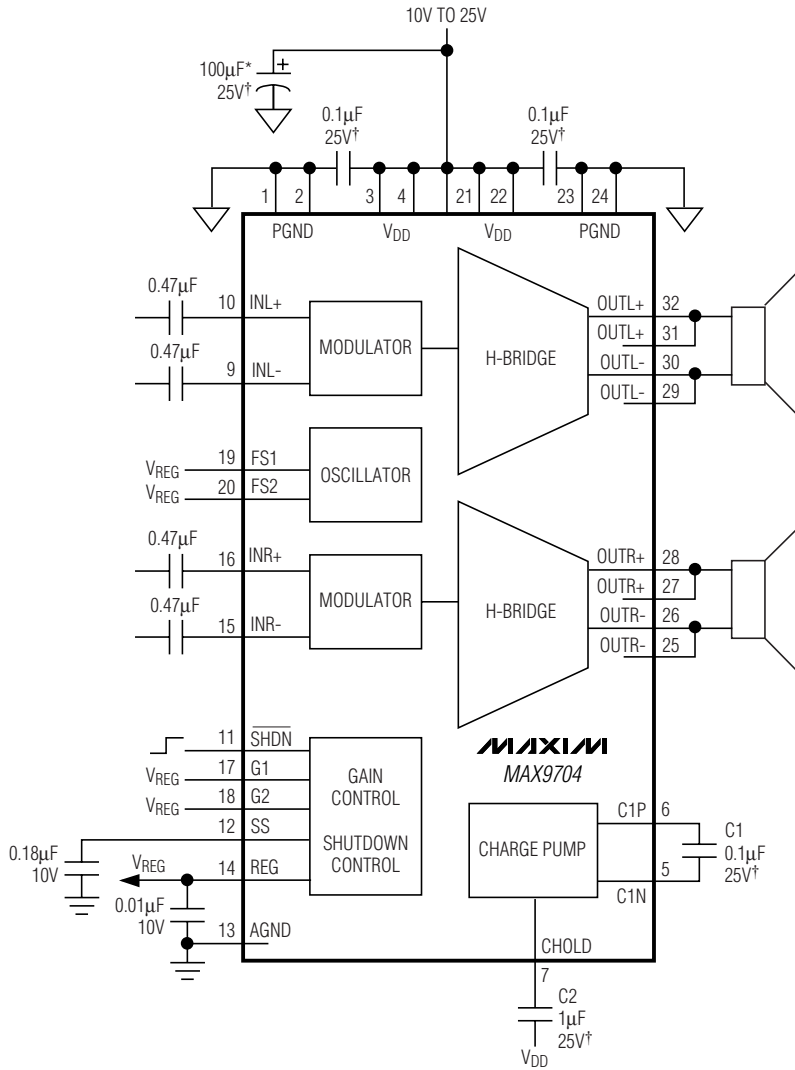 10V TO 25V
100µF*
25V†
+
0.1µF
25V†
0.1µF
25V†
1 2 3 4 21 22 23 24
PGND VDD VDD PGND
0.47µF
10 INL+
0.47µF
9 INL-
MODULATOR
H-BRIDGE
OUTL+ 32
OUTL+ 31
OUTL- 30
OUTL- 29
VREG 19 FS1
VREG 20 FS2
OSCILLATOR
0.47µF
16 INR+
0.47µF
15 INR-
MODULATOR
H-BRIDGE
OUTR+ 28
OUTR+ 27
OUTR- 26
OUTR- 25
11 SHDN
VREG 17 G1
VREG 18 G2
12 SS
GAIN
CONTROL
SHUTDOWN
CONTROL
0.18µF
10V
VREG 14 REG
0.01µF
10V
13 AGND
MAXIM
MAX9704
CHARGE PUMP
C1P 6
C1
0.1µF
25V†
5
C1N
CHOLD
7
C2
1µF
25V†
VDD